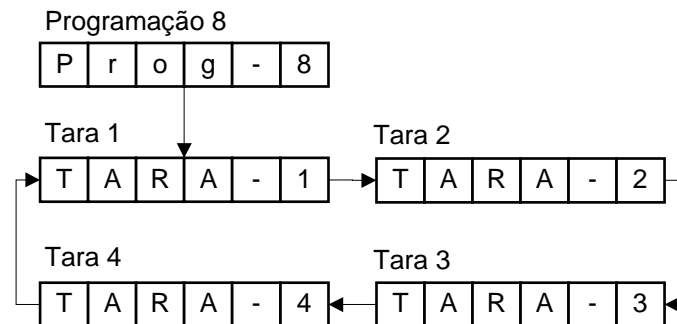 Programação 8
P r o g - 8
Tara 1
T A R A - 1
Tara 2
T A R A - 2
Tara 4
T A R A - 4
Tara 3
T A R A - 3